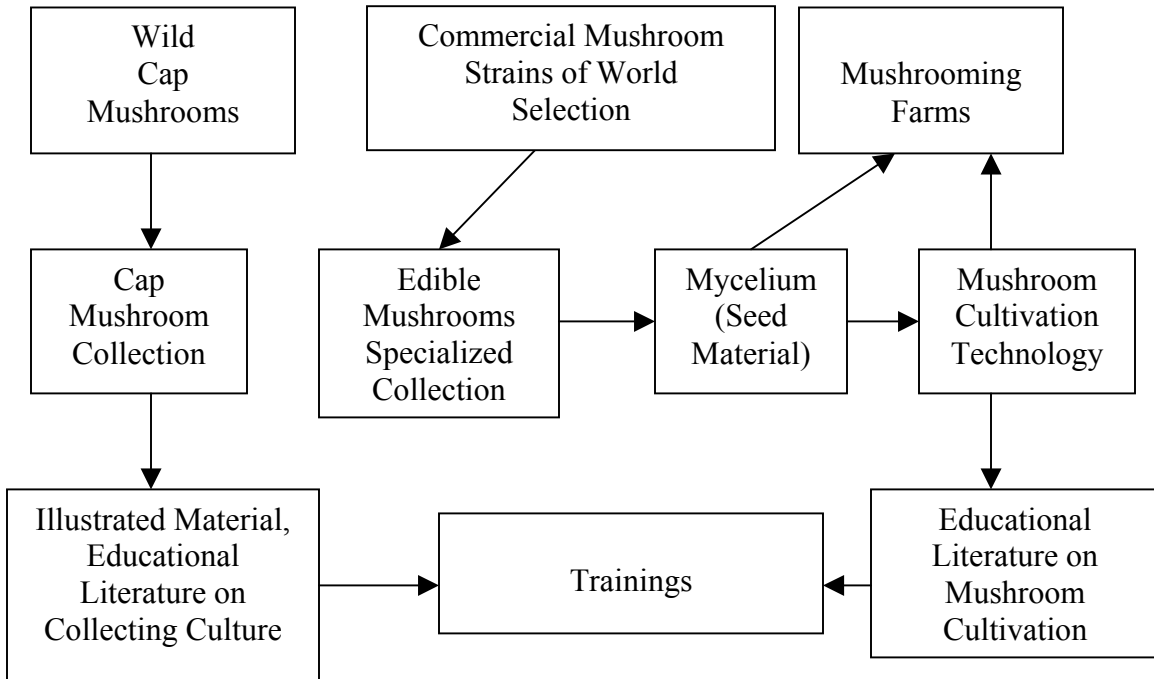 Wild
Cap
Mushrooms
Commercial Mushroom
Strains of World
Selection
Mushrooming
Farms
Cap
Mushroom
Collection
Edible
Mushrooms
Specialized
Collection
Mycelium
(Seed
Material)
Mushroom
Cultivation
Technology
Illustrated Material,
Educational
Literature on
Collecting Culture
Trainings
Educational
Literature on
Mushroom
Cultivation